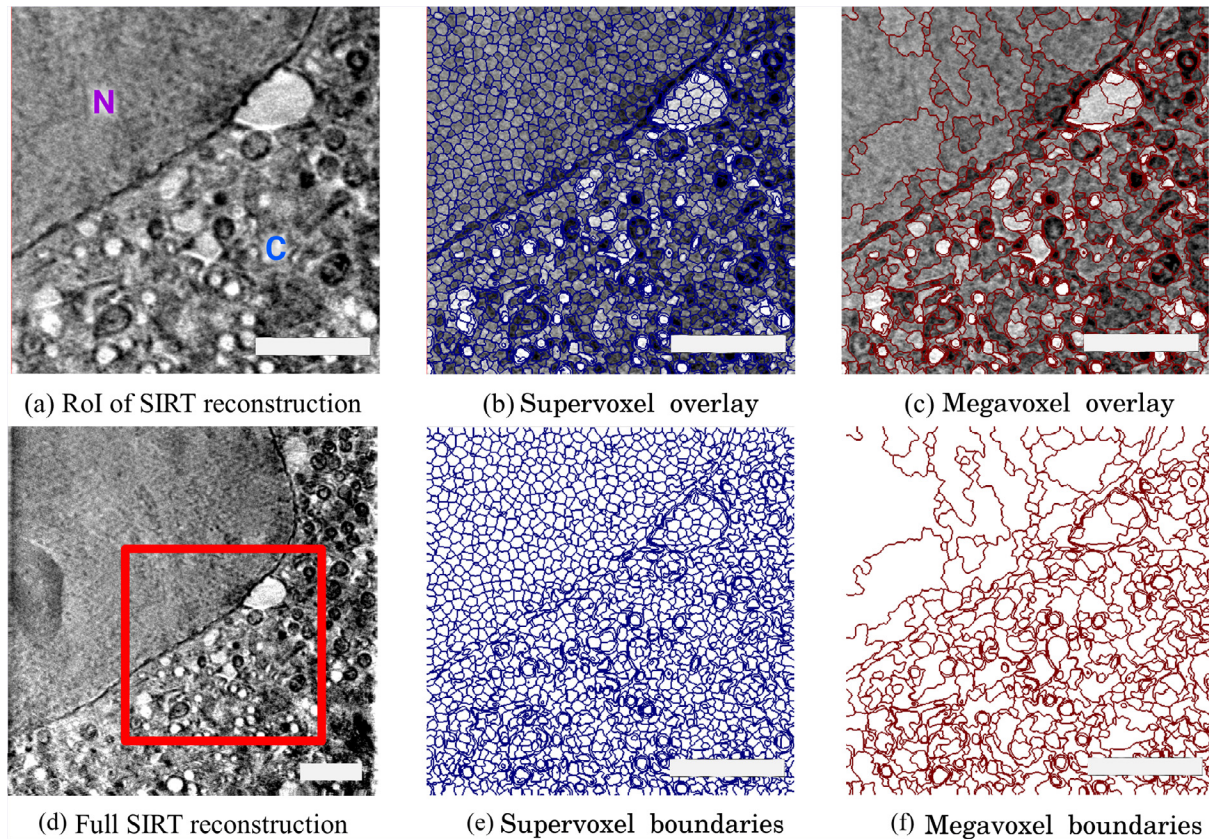 N
C
(a) RoI of SIRT reconstruction
(b) Supervoxel overlay
(c) Megavoxel overlay
(d) Full SIRT reconstruction
(e) Supervoxel boundaries
(f) Megavoxel boundaries